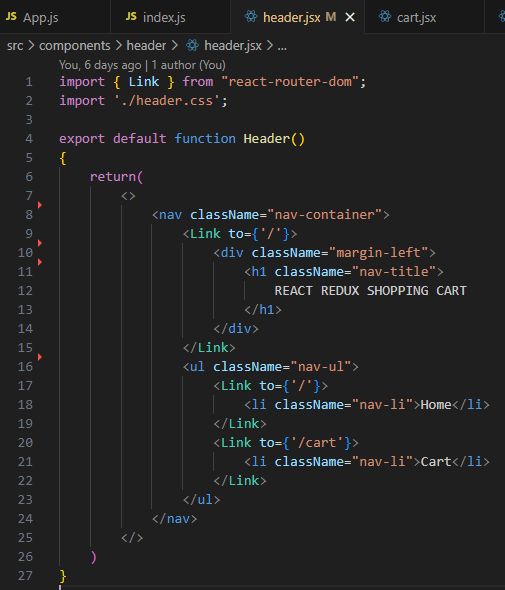 App.js
index.js
header.jsx M
cart.jsx
src > components > header > header.jsx > ...
You, 6 days ago | 1 author (You)
1 import { Link } from "react-router-dom";
2 import './header.css';
3
4 export default function Header()
5 {
6     return(
7         <>
8             <nav className="nav-container">
9                 <Link to={'/'}>
10                     <div className="margin-left">
11                         <h1 className="nav-title">
12                             REACT REDUX SHOPPING CART
13                         </h1>
14                     </div>
15                 </Link>
16                 <ul className="nav-ul">
17                     <Link to={'/'}>
18                         <li className="nav-li">Home</li>
19                     </Link>
20                     <Link to={'/cart'}>
21                         <li className="nav-li">Cart</li>
22                     </Link>
23                 </ul>
24             </nav>
25         </>
26     )
27 }